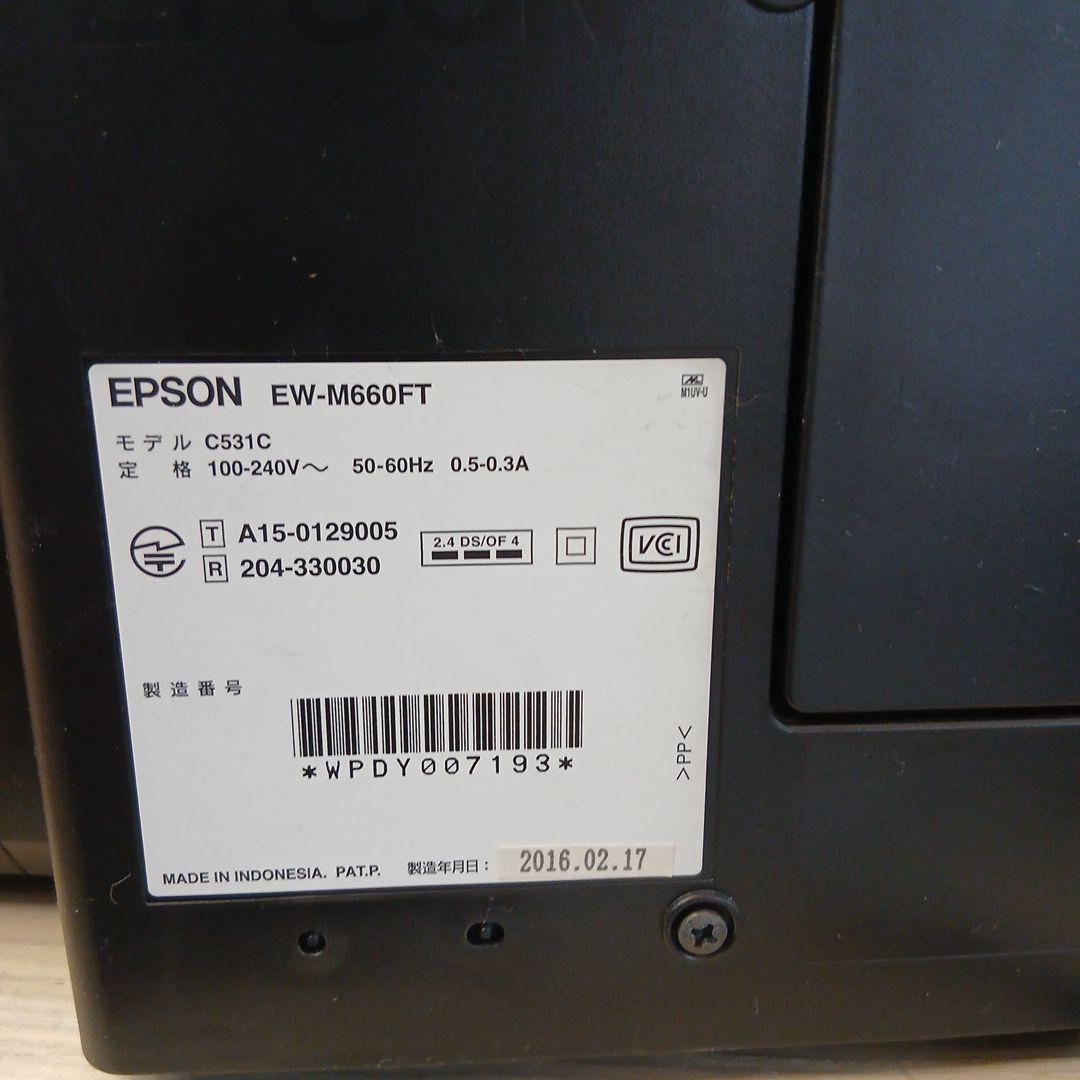 EPSON EW-M660FT
M1UV-U
モデル C531C
定格 100-240V～ 50-60Hz 0.5-0.3A
T A15-0129005
R 204-330030
2.4 DS/OF 4
VCCI
製造番号
*WPDY007193*
>PP<
MADE IN INDONESIA. PAT.P. 製造年月日： 2016.02.17